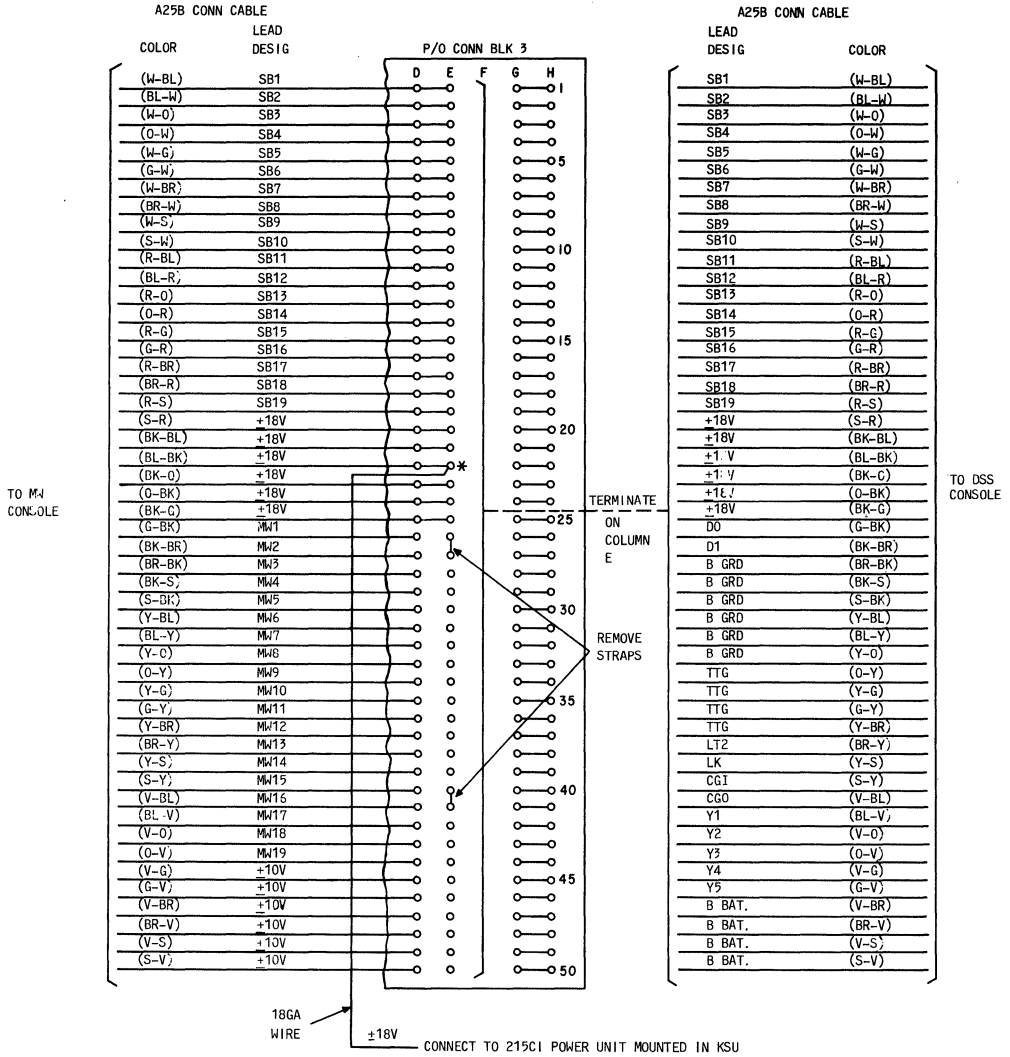 A25B CONN CABLE
A25B CONN CABLE
COLOR LEAD DESIG
P/O CONN BLK 3
LEAD DESIG COLOR
D E F G H
(W-BL) SB1 1 SB1 (W-BL)
(BL-W) SB2 SB2 (BL-W)
(W-O) SB3 SB3 (W-O)
(O-W) SB4 SB4 (O-W)
(W-G) SB5 5 SB5 (W-G)
(G-W) SB6 SB6 (G-W)
(W-BR) SB7 SB7 (W-BR)
(BR-W) SB8 SB8 (BR-W)
(W-S) SB9 SB9 (W-S)
(S-W) SB10 10 SB10 (S-W)
(R-BL) SB11 SB11 (R-BL)
(BL-R) SB12 SB12 (BL-R)
(R-O) SB13 SB13 (R-O)
(O-R) SB14 SB14 (O-R)
(R-G) SB15 15 SB15 (R-G)
(G-R) SB16 SB16 (G-R)
(R-BR) SB17 SB17 (R-BR)
(BR-R) SB18 SB18 (BR-R)
(R-S) SB19 SB19 (R-S)
(S-R) ±18V 20 ±18V (S-R)
(BK-BL) ±18V ±18V (BK-BL)
(BL-BK) ±18V * (BL-BK)
(BK-O) ±18V
(O-BK) ±18V (O-BK)
(BK-G) ±18V 25 ±18V (BK-G)
(G-BK) MW1 D0 (G-BK)
(BK-BR) MW2 D1 (BK-BR)
(BR-BK) MW3 B GRD (BR-BK)
(BK-S) MW4 B GRD (BK-S)
(S-BK) MW5 30 B GRD (S-BK)
(Y-BL) MW6 B GRD (Y-BL)
(BL-Y) MW7 B GRD (BL-Y)
(Y-O) MW8 B GRD (Y-O)
(O-Y) MW9 TTG (O-Y)
(Y-G) MW10 35 TTG (Y-G)
(G-Y) MW11 TTG (G-Y)
(Y-BR) MW12 TTG (Y-BR)
(BR-Y) MW13 LT2 (BR-Y)
(Y-S) MW14 LK (Y-S)
(S-Y) MW15 40 CGI (S-Y)
(V-BL) MW16 CGO (V-BL)
(BL-V) MW17 Y1 (BL-V)
(V-O) MW18 Y2 (V-O)
(O-V) MW19 Y3 (O-V)
(V-G) ±10V 45 Y4 (V-G)
(G-V) ±10V Y5 (G-V)
(V-BR) ±10V B BAT. (V-BR)
(BR-V) ±10V B BAT. (BR-V)
(V-S) ±10V B BAT. (V-S)
(S-V) ±10V 50 B BAT. (S-V)
TO MW
CONSOLE
TERMINATE
ON
COLUMN
E
REMOVE
STRAPS
TO DSS
CONSOLE
18GA
WIRE
±18V
CONNECT TO 215C1 POWER UNIT MOUNTED IN KSU